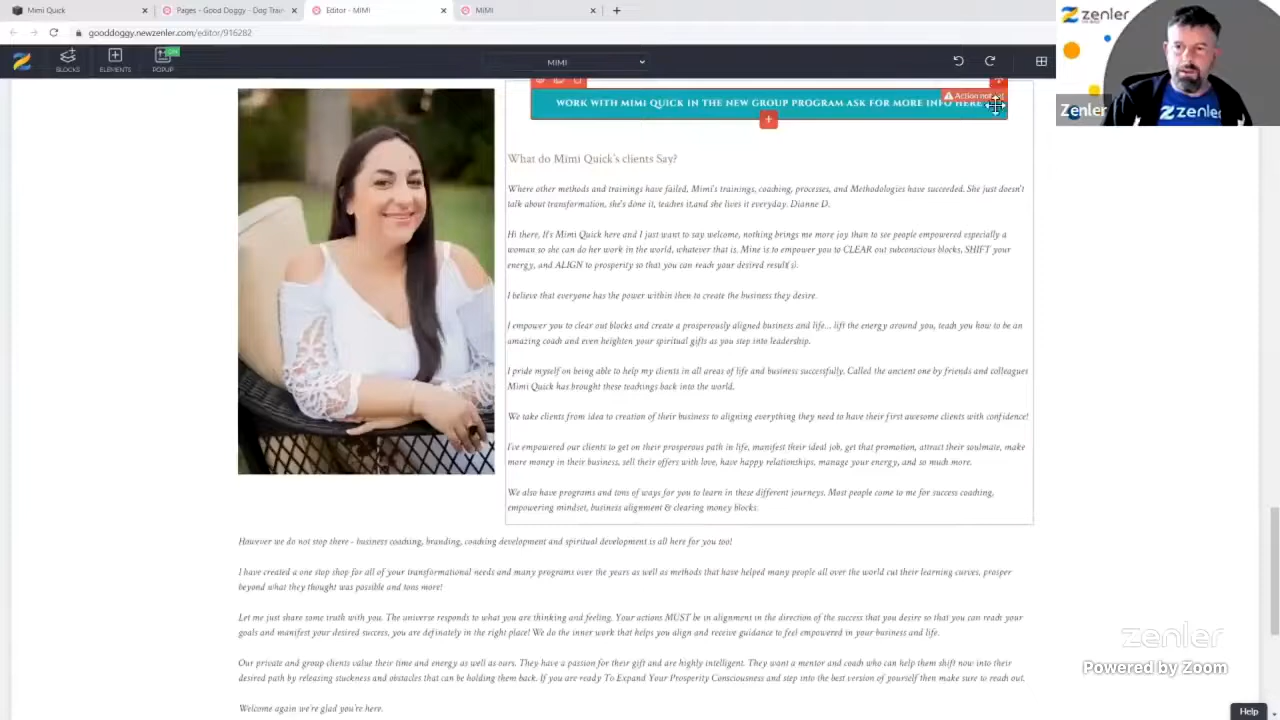 Mimi Quick
Pages - Good Doggy - Dog Train
Editor - MIMI
MIMI
gooddoggy.newzenler.com/editor/916282
BLOCKS
ELEMENTS
ON
POPUP
MIMI
zenler
Zenler
zenler
Action not
WORK WITH MIMI QUICK IN THE NEW GROUP PROGRAM ASK FOR MORE INFO HERE
What do Mimi Quick's clients Say?
Where other methods and trainings have failed, Mimi's trainings, coaching, processes, and Methodologies have succeeded. She just doesn't
talk about transformation, she's done it, teaches it,and she lives it everyday. Dianne D.
Hi there, It's Mimi Quick here and I just want to say welcome, nothing brings me more joy than to see people empowered especially a
woman so she can do her work in the world, whatever that is. Mine is to empower you to CLEAR out subconscious blocks, SHIFT your
energy, and ALIGN to prosperity so that you can reach your desired result(s).
I believe that everyone has the power within then to create the business they desire.
I empower you to clear out blocks and create a prosperously aligned business and life... lift the energy around you, teach you how to be an
amazing coach and even heighten your spiritual gifts as you step into leadership.
I pride myself on being able to help my clients in all areas of life and business successfully. Called the ancient one by friends and colleagues
Mimi Quick has brought these teachings back into the world.
We take clients from idea to creation of their business to aligning everything they need to have their first awesome clients with confidence!
I've empowered our clients to get on their prosperous path in life, manifest their ideal job, get that promotion, attract their soulmate, make
more money in their business, sell their offers with love, have happy relationships, manage your energy, and so much more.
We also have programs and tons of ways for you to learn in these different journeys. Most people come to me for success coaching,
empowering mindset, business alignment & clearing money blocks.
However we do not stop there - business coaching, branding, coaching development and spiritual development is all here for you too!
I have created a one stop shop for all of your transformational needs and many programs over the years as well as methods that have helped many people all over the world cut their learning curves, prosper
beyond what they thought was possible and tons more!
Let me just share some truth with you. The universe responds to what you are thinking and feeling. Your actions MUST be in alignment in the direction of the success that you desire so that you can reach your
goals and manifest your desired success, you are definately in the right place! We do the inner work that helps you align and receive guidance to feel empowered in your business and life.
Our private and group clients value their time and energy as well as ours. They have a passion for their gift and are highly intelligent. They want a mentor and coach who can help them shift now into their
desired path by releasing stuckness and obstacles that can be holding them back. If you are ready To Expand Your Prosperity Consciousness and step into the best version of yourself then make sure to reach out.
Welcome again we're glad you're here.
zenler
Powered by Zoom
Help